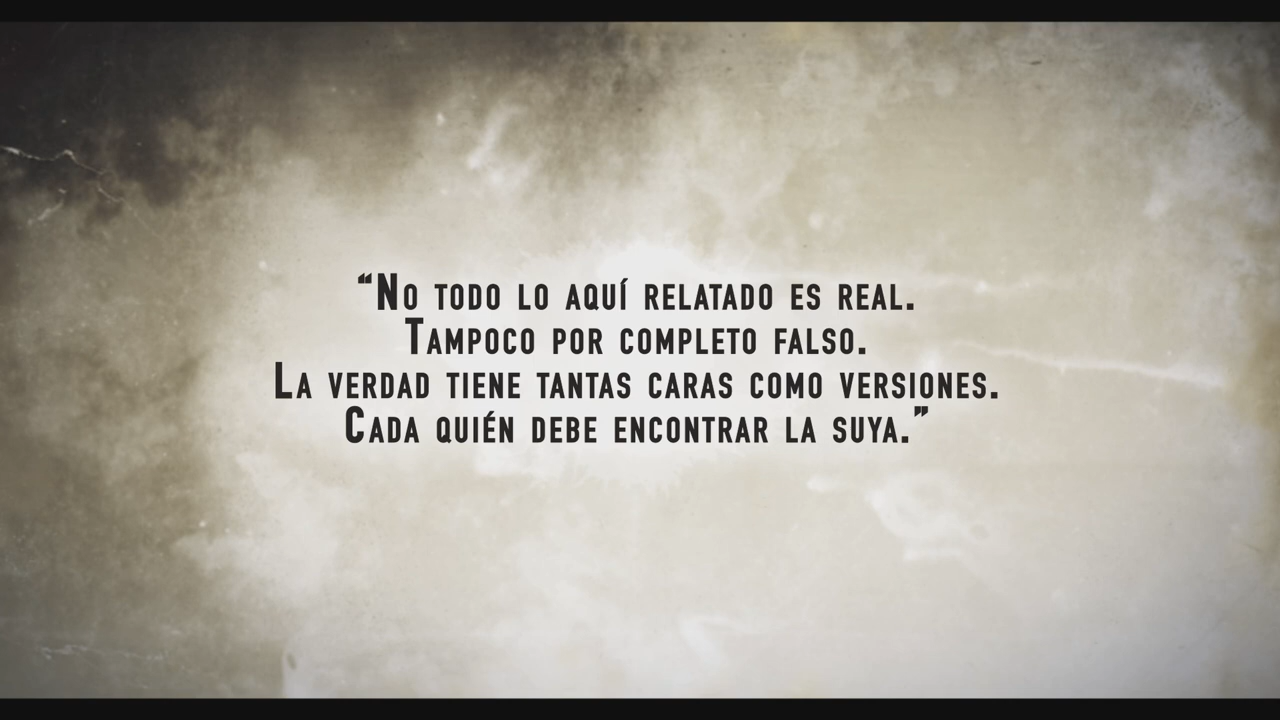 “No todo lo aquí relatado es real.
Tampoco por completo falso.
La verdad tiene tantas caras como versiones.
Cada quién debe encontrar la suya.”